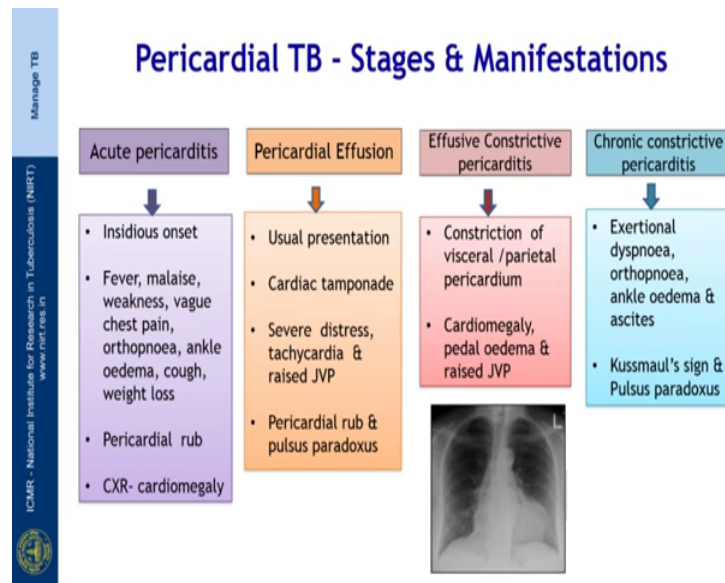 Pericardial TB - Stages & Manifestations
Manage TB
ICMR - National Institute for Research in Tuberculosis (NIRT)
www.nirt.res.in
Acute pericarditis
• Insidious onset
• Fever, malaise,
weakness, vague
chest pain,
orthopnoea, ankle
oedema, cough,
weight loss
• Pericardial rub
• CXR- cardiomegaly
Pericardial Effusion
• Usual presentation
• Cardiac tamponade
• Severe distress,
tachycardia &
raised JVP
• Pericardial rub &
pulsus paradoxus
Effusive Constrictive
pericarditis
• Constriction of
visceral /parietal
pericardium
• Cardiomegaly,
pedal oedema &
raised JVP
L
Chronic constrictive
pericarditis
• Exertional
dyspnoea,
orthopnoea,
ankle oedema &
ascites
• Kussmaul's sign &
Pulsus paradoxus